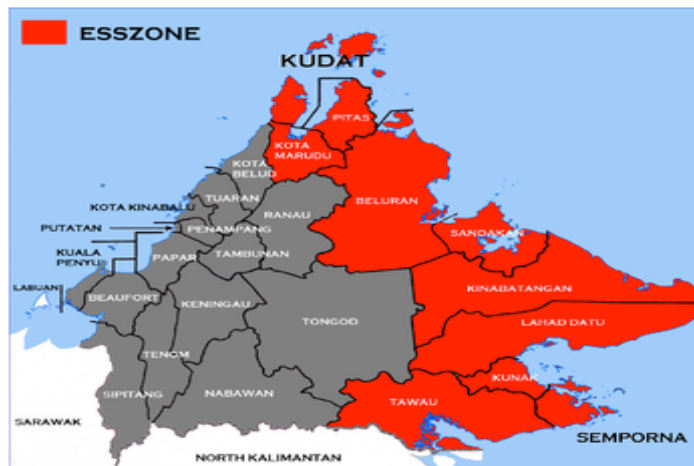 ESSZONE
KUDAT
PITAS
KOTA
MARUDU
KOTA
BELUD
BELURAN
TUARAN
KOTA KINABALU
RANAU
PUTATAN
PENAMPANG
SANDAKAN
KUALA
PENYU
PAPAR
TAMBUNAN
LABUAN
BEAUFORT
KENINGAU
KINABATANGAN
TONGOD
LAHAD DATU
TENOM
KUNAK
SIPITANG
NABAWAN
TAWAU
SARAWAK
SEMPORNA
NORTH KALIMANTAN